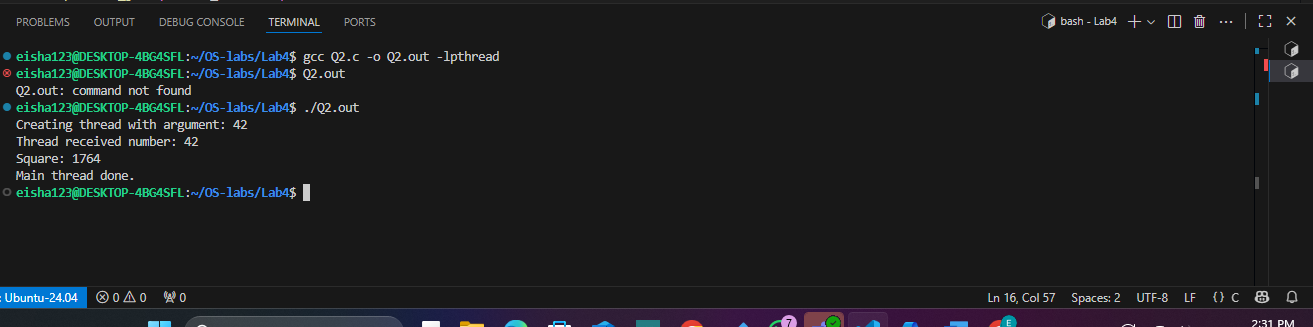 PROBLEMS OUTPUT DEBUG CONSOLE TERMINAL PORTS bash - Lab4
eisha123@DESKTOP-4BG4SFL:~/OS-labs/Lab4$ gcc Q2.c -o Q2.out -lpthread
eisha123@DESKTOP-4BG4SFL:~/OS-labs/Lab4$ Q2.out
Q2.out: command not found
eisha123@DESKTOP-4BG4SFL:~/OS-labs/Lab4$ ./Q2.out
Creating thread with argument: 42
Thread received number: 42
Square: 1764
Main thread done.
eisha123@DESKTOP-4BG4SFL:~/OS-labs/Lab4$
: Ubuntu-24.04 0 0 0 Ln 16, Col 57 Spaces: 2 UTF-8 LF {} C
7 E 2:31 PM